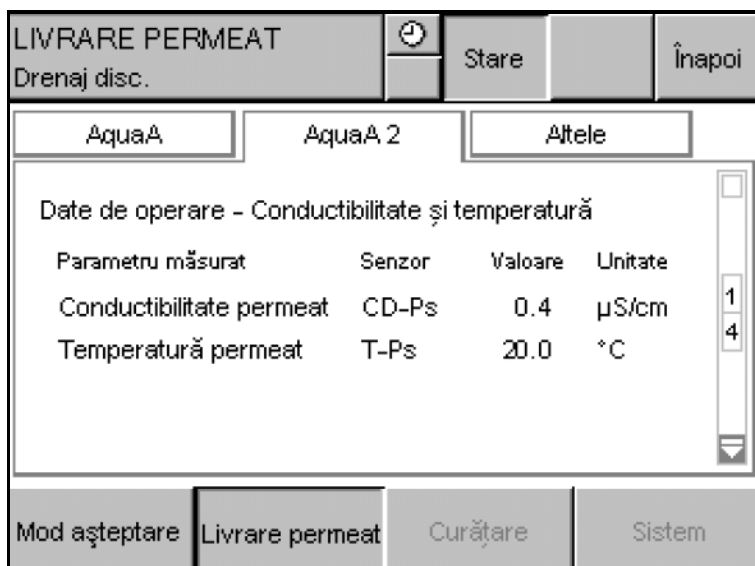 LIVRARE PERMEAT
Drenaj disc.
Stare
Înapoi
AquaA
AquaA 2
Altele
Date de operare - Conductibilitate și temperatură
Parametru măsurat Senzor Valoare Unitate
Conductibilitate permeat CD-Ps 0.4 µS/cm
Temperatură permeat T-Ps 20.0 °C
1
4
Mod aşteptare
Livrare permeat
Curăţare
Sistem